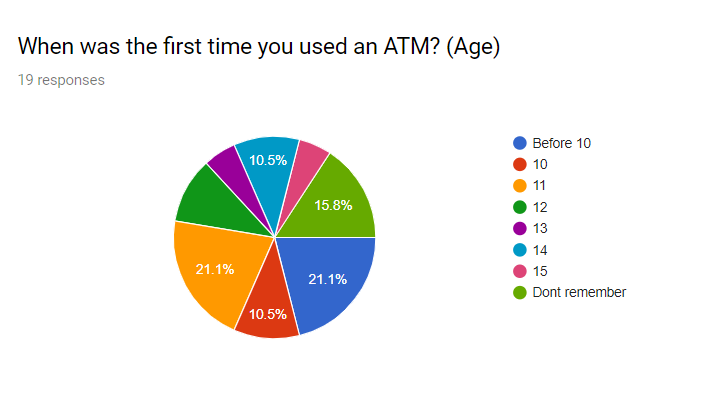 When was the first time you used an ATM? (Age)
19 responses
10.5%
15.8%
21.1%
21.1%
10.5%
Before 10
10
11
12
13
14
15
Dont remember